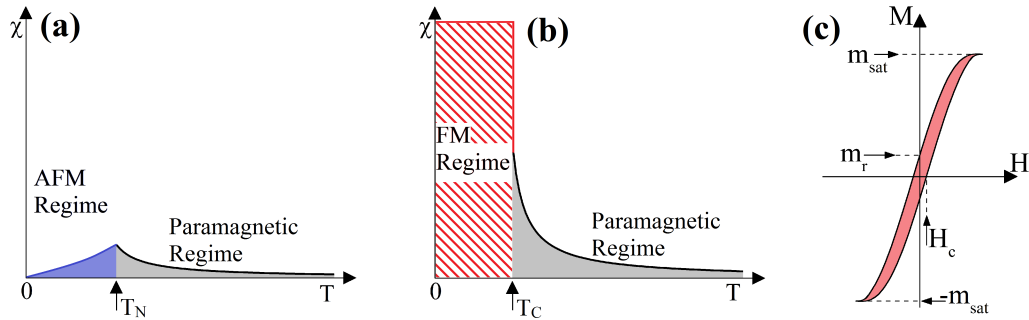 (a)
χ
AFM
Regime
Paramagnetic
Regime
0
T_N
T
(b)
χ
FM
Regime
Paramagnetic
Regime
0
T_C
T
(c)
M
m_sat
m_r
H
H_c
-m_sat